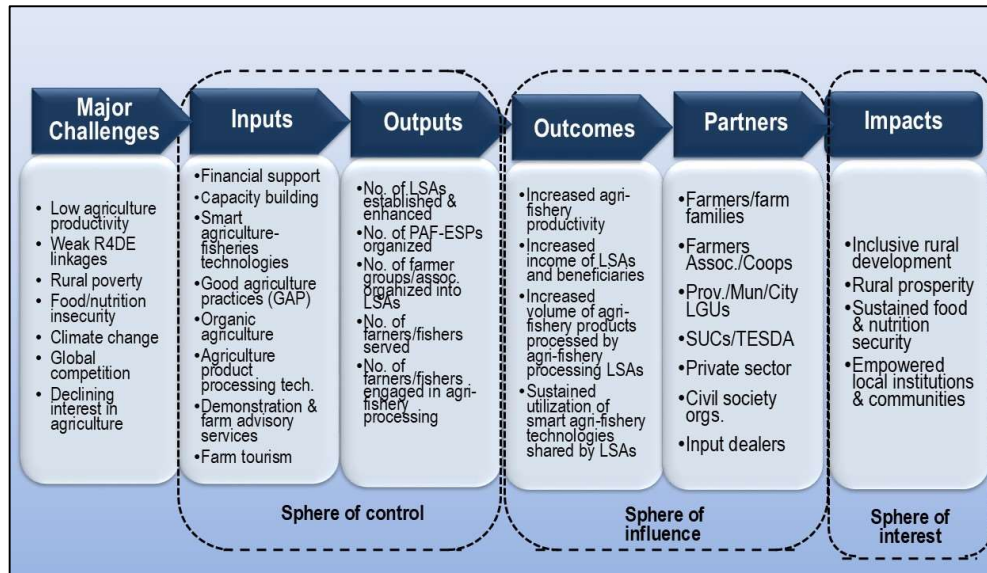 Major
Challenges
• Low agriculture
productivity
• Weak R4DE
linkages
• Rural poverty
• Food/nutrition
insecurity
• Climate change
• Global
competition
• Declining
interest in
agriculture
Inputs
•Financial support
•Capacity building
•Smart
agriculture-
fisheries
technologies
•Good agriculture
practices (GAP)
•Organic
agriculture
•Agriculture
product
processing tech.
•Demonstration &
farm advisory
services
•Farm tourism
Outputs
•No. of LSAs
established &
enhanced
•No. of PAF-ESPs
organized
•No. of farmer
groups/assoc.
organized into
LSAs
•No. of
farners/fishers
served
•No. of
farners/fishers
engaged in agri-
fishery
processing
Sphere of control
Outcomes
•Increased agri-
fishery
productivity
•Increased
income of LSAs
and beneficiaries
•Increased
volume of agri-
fishery products
processed by
agri-fishery
processing LSAs
•Sustained
utilization of
smart agri-fishery
technologies
shared by LSAs
Partners
•Farmers/farm
families
•Farmers
Assoc./Coops
•Prov./Mun/City
LGUs
•SUCs/TESDA
•Private sector
•Civil society
orgs.
•Input dealers
Sphere of
influence
Impacts
•Inclusive rural
development
•Rural prosperity
•Sustained food
& nutrition
security
•Empowered
local institutions
& communities
Sphere of
interest